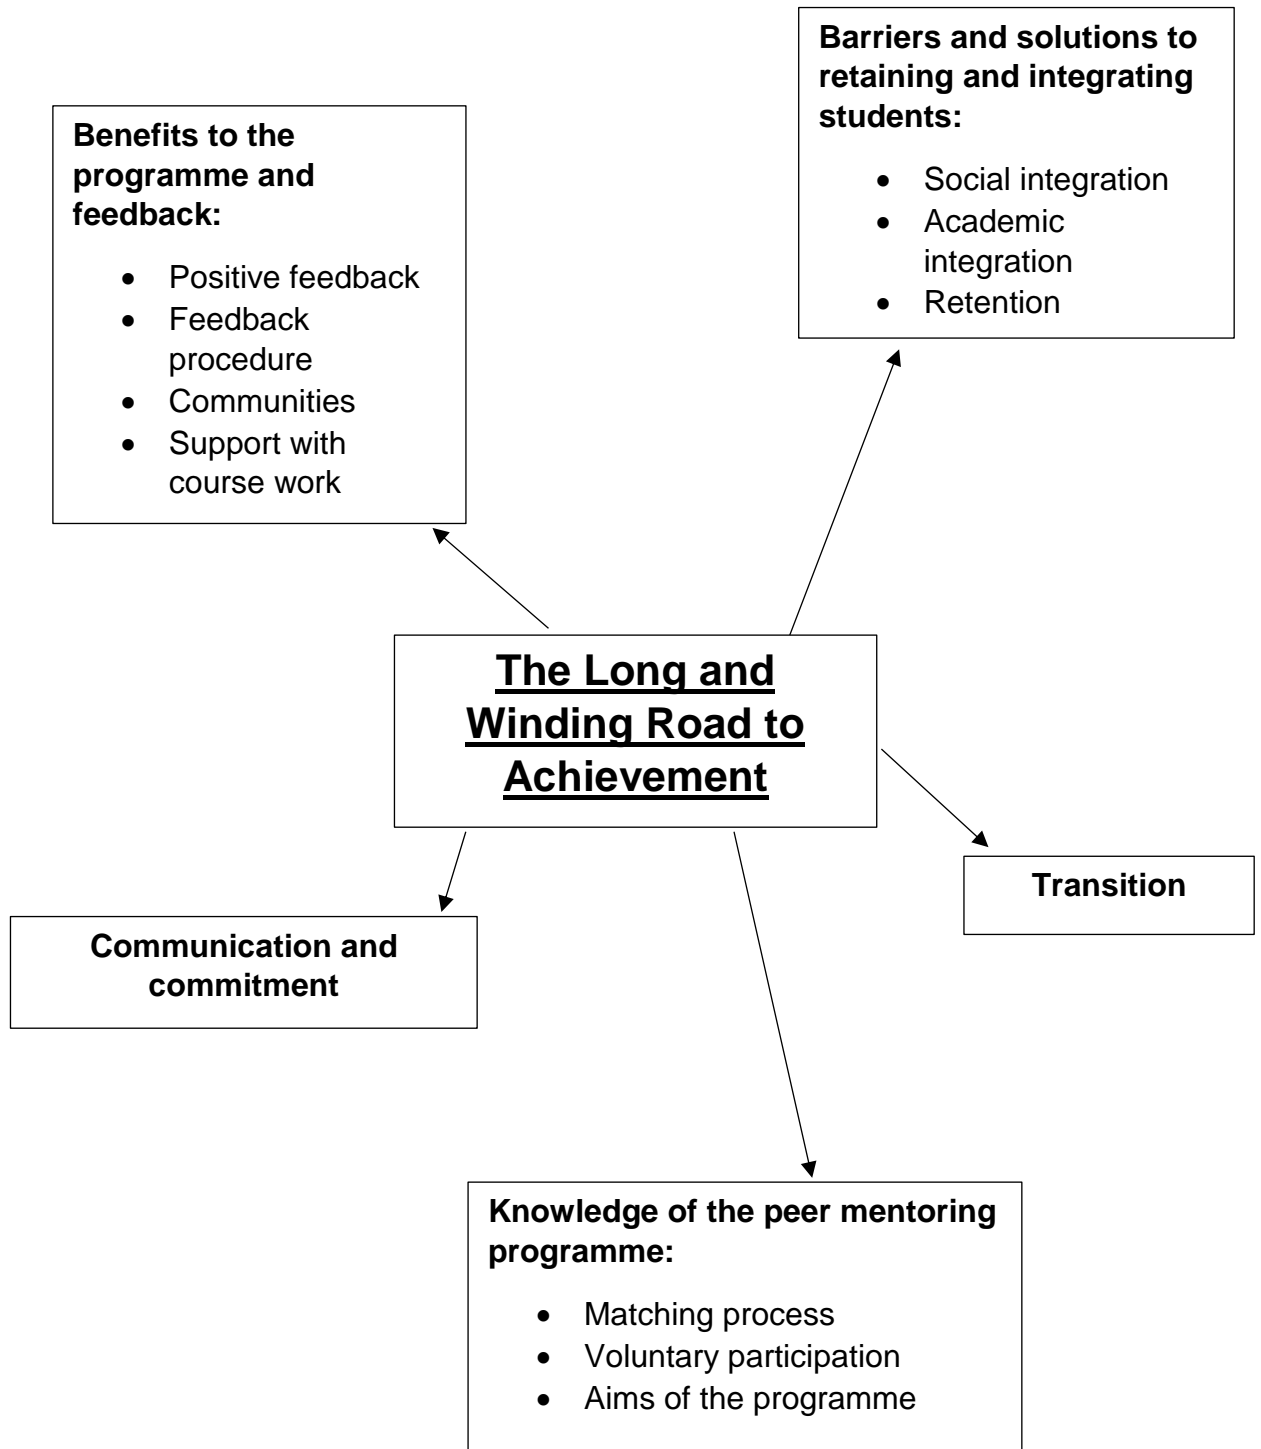 Barriers and solutions to
retaining and integrating
students:
• Social integration
• Academic
integration
• Retention
Benefits to the
programme and
feedback:
• Positive feedback
• Feedback
procedure
• Communities
• Support with
course work
The Long and
Winding Road to
Achievement
Transition
Communication and
commitment
Knowledge of the peer mentoring
programme:
• Matching process
• Voluntary participation
• Aims of the programme